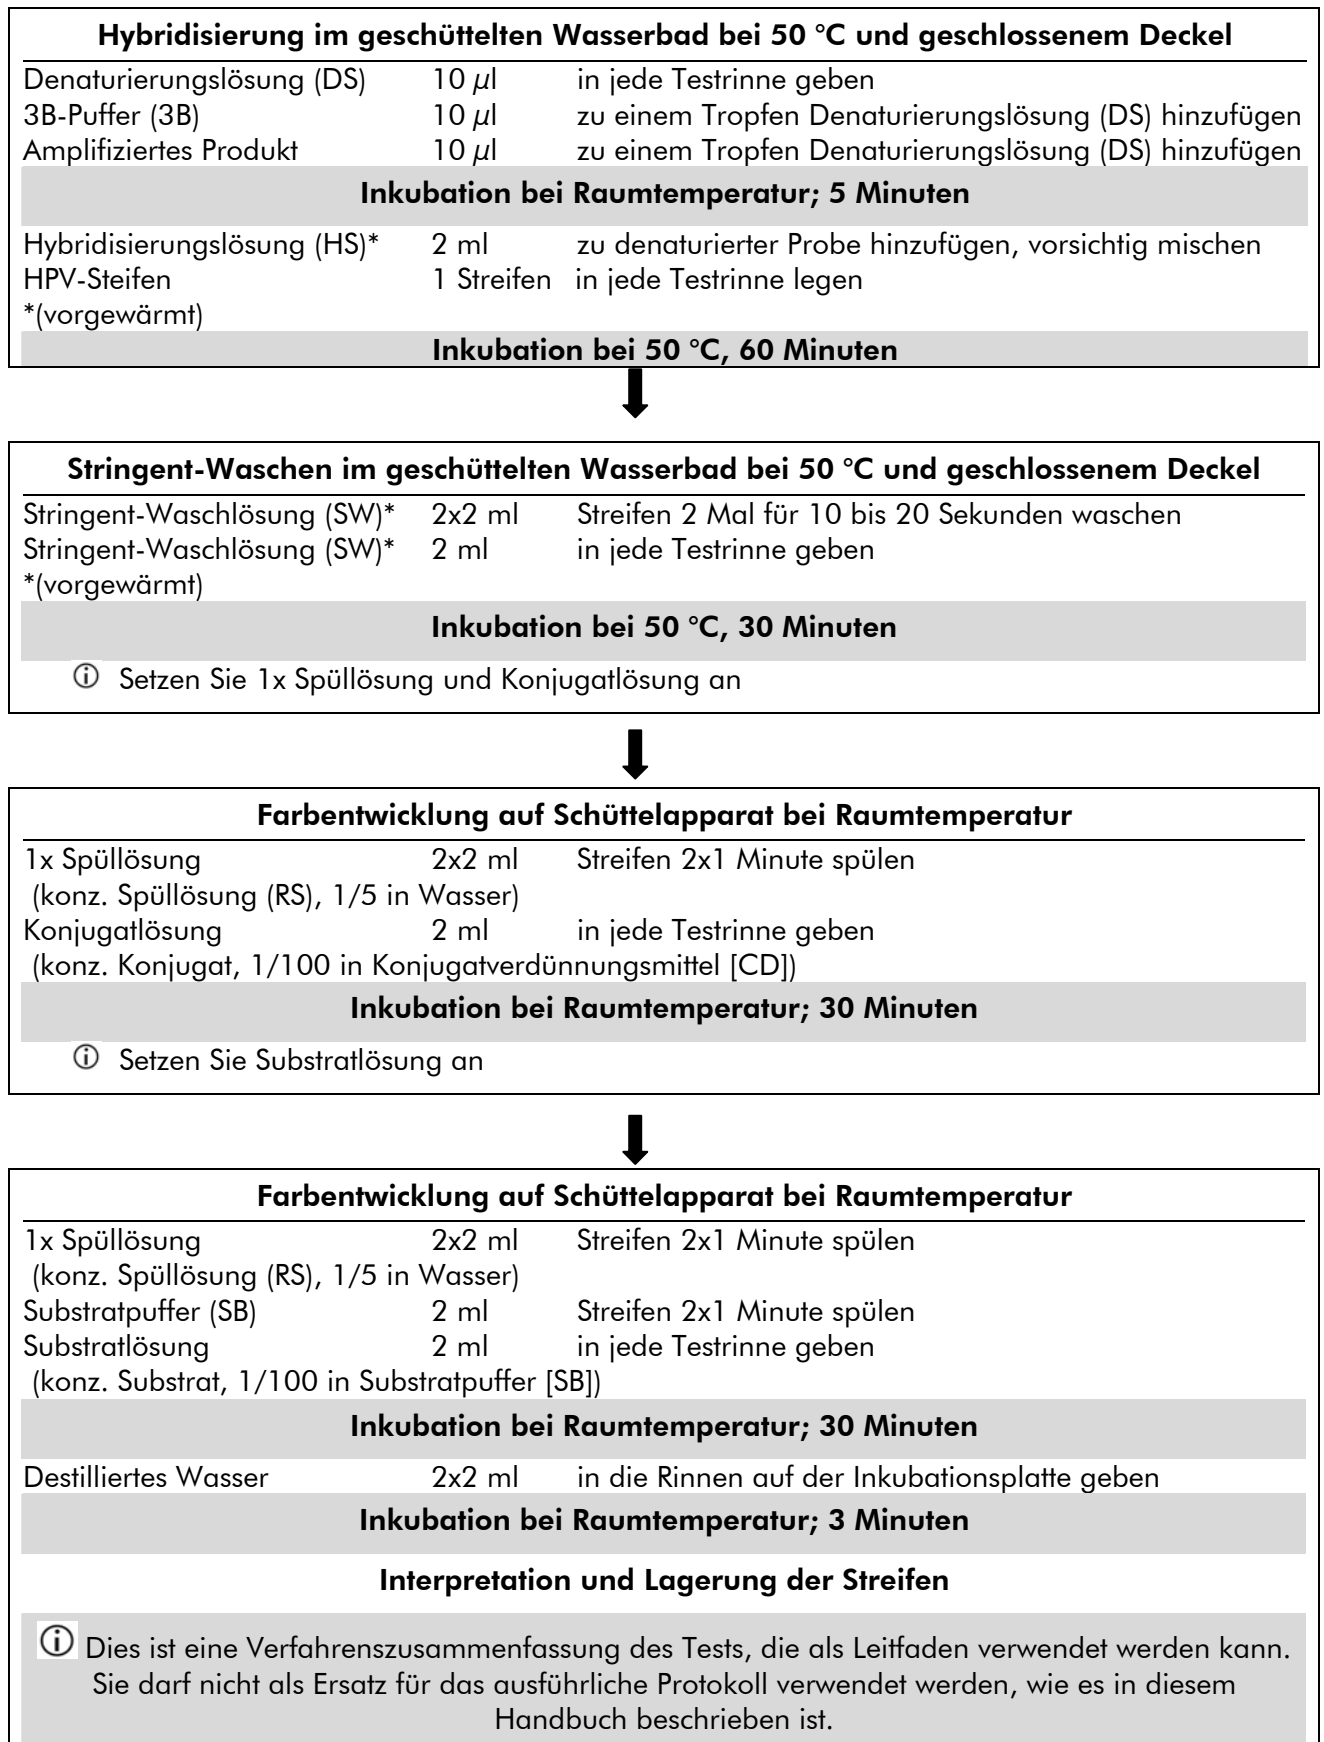 Hybridisierung im geschüttelten Wasserbad bei 50 °C und geschlossenem Deckel
Denaturierungslösung (DS) 10 µl in jede Testrinne geben
3B-Puffer (3B) 10 µl zu einem Tropfen Denaturierungslösung (DS) hinzufügen
Amplifiziertes Produkt 10 µl zu einem Tropfen Denaturierungslösung (DS) hinzufügen
Inkubation bei Raumtemperatur; 5 Minuten
Hybridisierungslösung (HS)* 2 ml zu denaturierter Probe hinzufügen, vorsichtig mischen
HPV-Steifen 1 Streifen in jede Testrinne legen
*(vorgewärmt)
Inkubation bei 50 °C, 60 Minuten
Stringent-Waschen im geschüttelten Wasserbad bei 50 °C und geschlossenem Deckel
Stringent-Waschlösung (SW)* 2x2 ml Streifen 2 Mal für 10 bis 20 Sekunden waschen
Stringent-Waschlösung (SW)* 2 ml in jede Testrinne geben
*(vorgewärmt)
Inkubation bei 50 °C, 30 Minuten
Setzen Sie 1x Spüllösung und Konjugatlösung an
Farbentwicklung auf Schüttelapparat bei Raumtemperatur
1x Spüllösung 2x2 ml Streifen 2x1 Minute spülen
(konz. Spüllösung (RS), 1/5 in Wasser)
Konjugatlösung 2 ml in jede Testrinne geben
(konz. Konjugat, 1/100 in Konjugatverdünnungsmittel [CD])
Inkubation bei Raumtemperatur; 30 Minuten
Setzen Sie Substratlösung an
Farbentwicklung auf Schüttelapparat bei Raumtemperatur
1x Spüllösung 2x2 ml Streifen 2x1 Minute spülen
(konz. Spüllösung (RS), 1/5 in Wasser)
Substratpuffer (SB) 2 ml Streifen 2x1 Minute spülen
Substratlösung 2 ml in jede Testrinne geben
(konz. Substrat, 1/100 in Substratpuffer [SB])
Inkubation bei Raumtemperatur; 30 Minuten
Destilliertes Wasser 2x2 ml in die Rinnen auf der Inkubationsplatte geben
Inkubation bei Raumtemperatur; 3 Minuten
Interpretation und Lagerung der Streifen
Dies ist eine Verfahrenszusammenfassung des Tests, die als Leitfaden verwendet werden kann.
Sie darf nicht als Ersatz für das ausführliche Protokoll verwendet werden, wie es in diesem
Handbuch beschrieben ist.